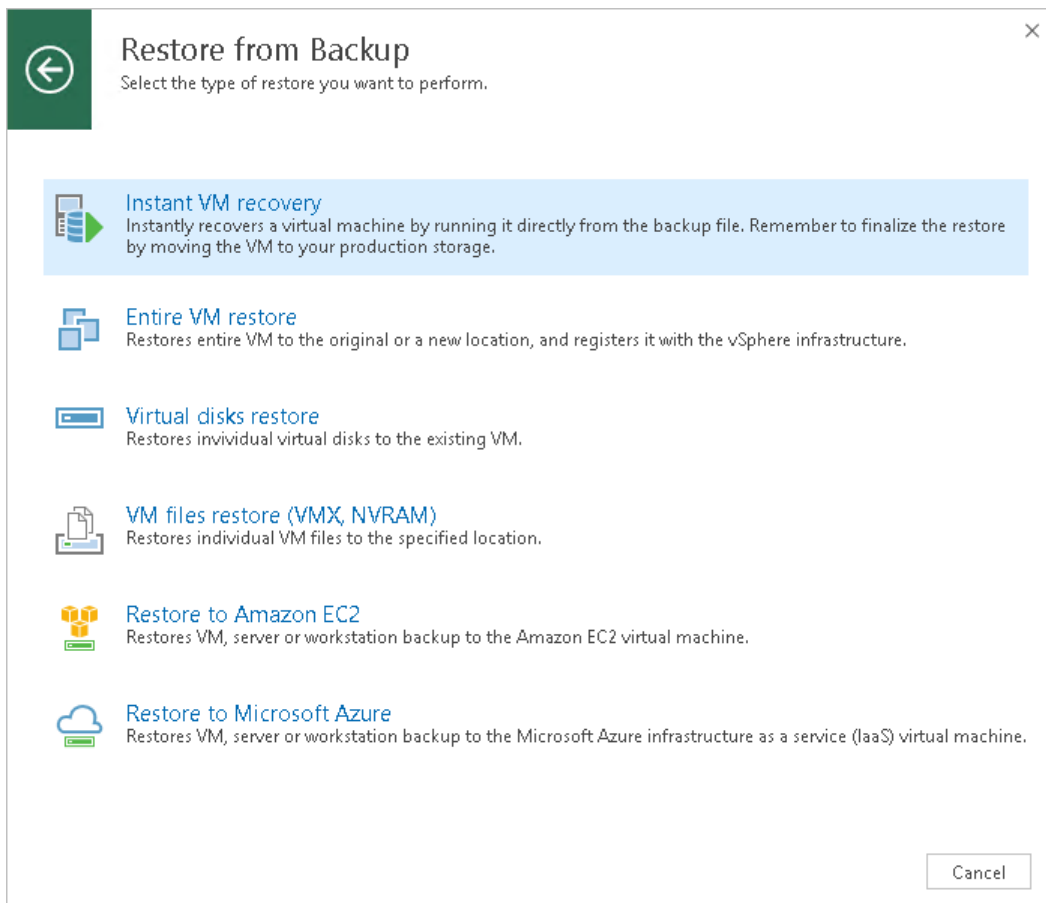 Restore from Backup
Select the type of restore you want to perform.
Instant VM recovery
Instantly recovers a virtual machine by running it directly from the backup file. Remember to finalize the restore
by moving the VM to your production storage.
Entire VM restore
Restores entire VM to the original or a new location, and registers it with the vSphere infrastructure.
Virtual disks restore
Restores invividual virtual disks to the existing VM.
VM files restore (VMX, NVRAM)
Restores individual VM files to the specified location.
Restore to Amazon EC2
Restores VM, server or workstation backup to the Amazon EC2 virtual machine.
Restore to Microsoft Azure
Restores VM, server or workstation backup to the Microsoft Azure infrastructure as a service (IaaS) virtual machine.
Cancel